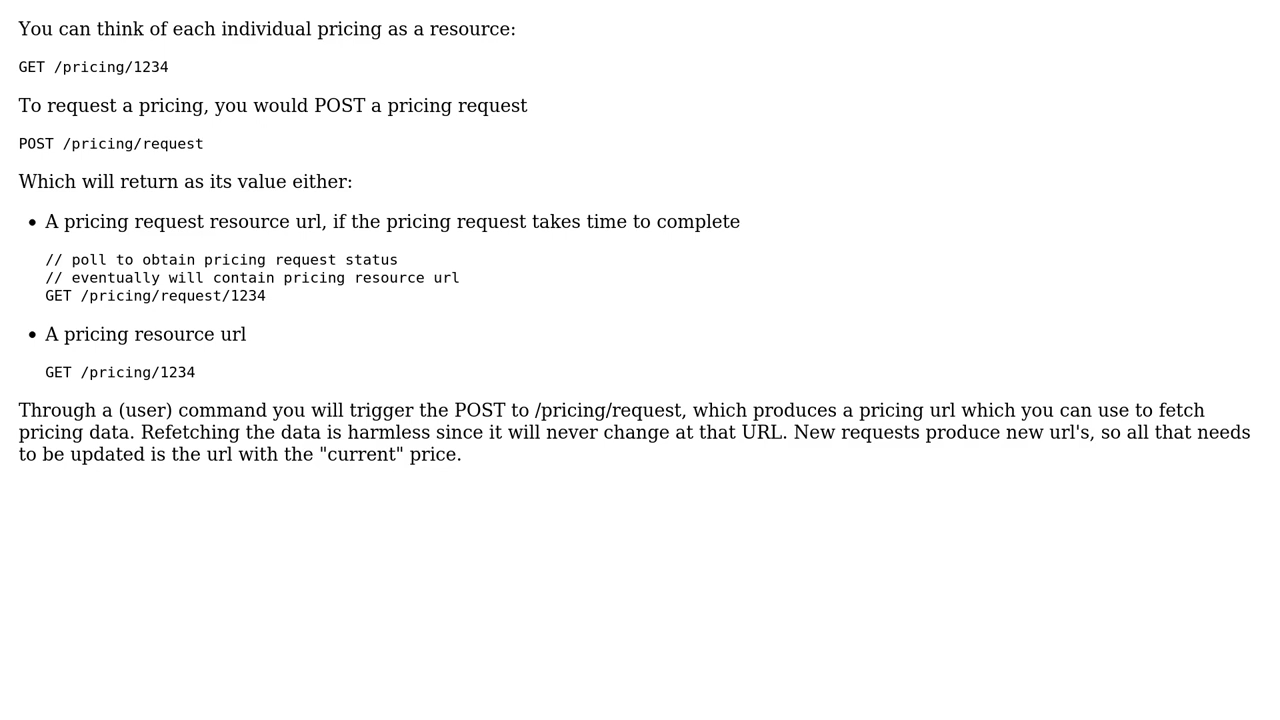 You can think of each individual pricing as a resource:
GET /pricing/1234
To request a pricing, you would POST a pricing request
POST /pricing/request
Which will return as its value either:
• A pricing request resource url, if the pricing request takes time to complete
// poll to obtain pricing request status
// eventually will contain pricing resource url
GET /pricing/request/1234
• A pricing resource url
GET /pricing/1234
Through a (user) command you will trigger the POST to /pricing/request, which produces a pricing url which you can use to fetch
pricing data. Refetching the data is harmless since it will never change at that URL. New requests produce new url's, so all that needs
to be updated is the url with the "current" price.